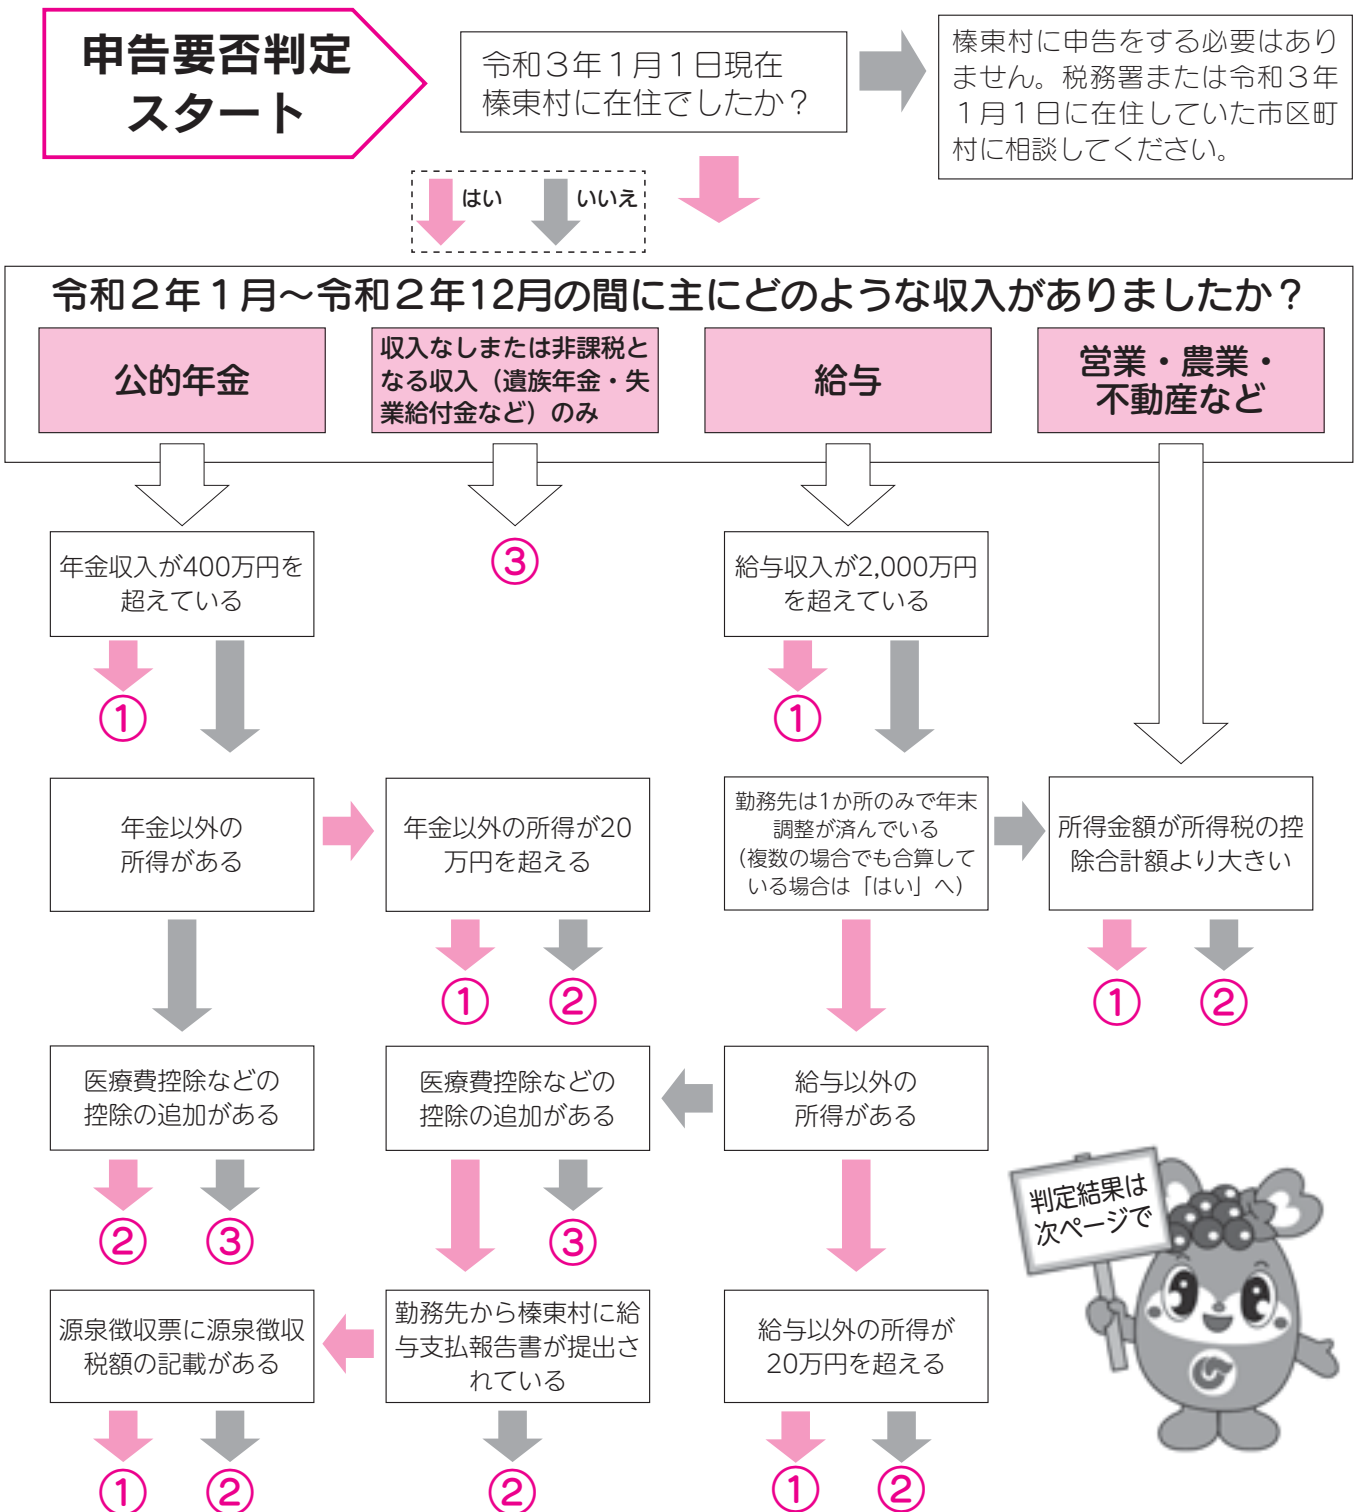 申告要否判定
スタート
令和３年１月１日現在
榛東村に在住でしたか？
榛東村に申告をする必要はあり
ません。税務署または令和３年
１月１日に在住していた市区町
村に相談してください。
はい
いいえ
令和２年１月～令和２年12月の間に主にどのような収入がありましたか？
公的年金
収入なしまたは非課税と
なる収入（遺族年金・失
業給付金など）のみ
給与
営業・農業・
不動産など
年金収入が400万円を
超えている
③
給与収入が2,000万円
を超えている
①
①
年金以外の
所得がある
年金以外の所得が20
万円を超える
勤務先は1か所のみで年末
調整が済んでいる
（複数の場合でも合算して
いる場合は「はい」へ）
所得金額が所得税の控
除合計額より大きい
①
②
①
②
医療費控除などの
控除の追加がある
医療費控除などの
控除の追加がある
給与以外の
所得がある
②
③
③
判定結果は
次ページで
源泉徴収票に源泉徴収
税額の記載がある
勤務先から榛東村に給
与支払報告書が提出さ
れている
給与以外の所得が
20万円を超える
①
②
②
①
②